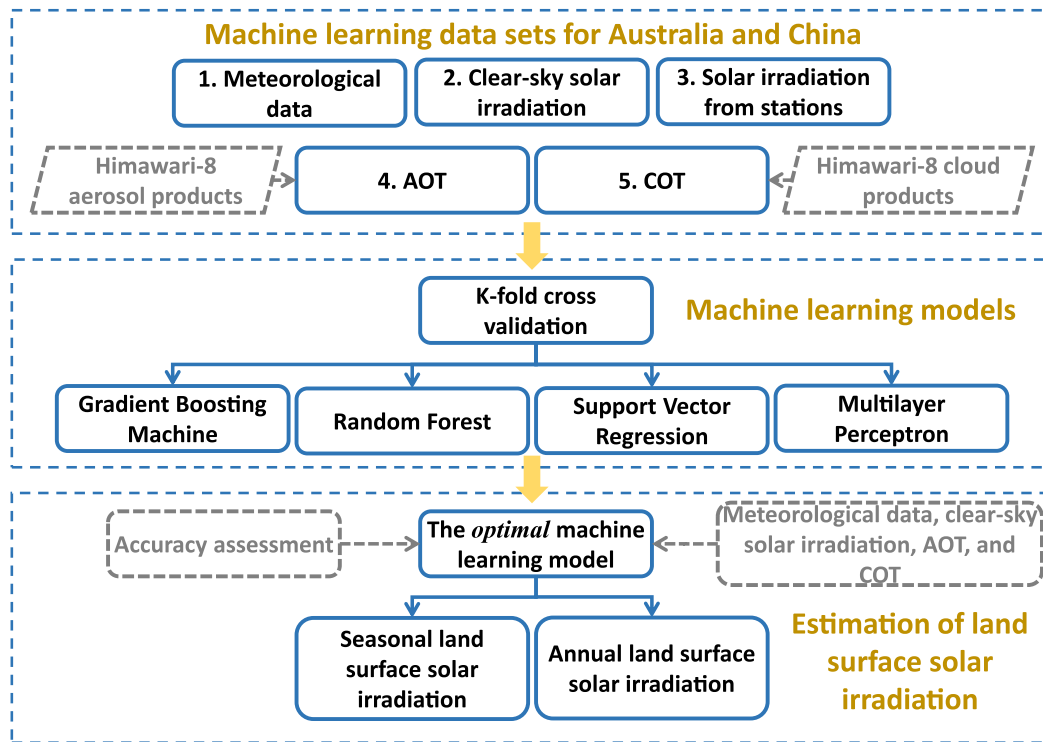 Machine learning data sets for Australia and China
1. Meteorological
data
2. Clear-sky solar
irradiation
3. Solar irradiation
from stations
Himawari-8
aerosol products
4. AOT
5. COT
Himawari-8 cloud
products
K-fold cross
validation
Machine learning models
Gradient Boosting
Machine
Random Forest
Support Vector
Regression
Multilayer
Perceptron
Accuracy assessment
The optimal machine
learning model
Meteorological data, clear-sky
solar irradiation, AOT, and
COT
Seasonal land
surface solar
irradiation
Annual land surface
solar irradiation
Estimation of land
surface solar
irradiation